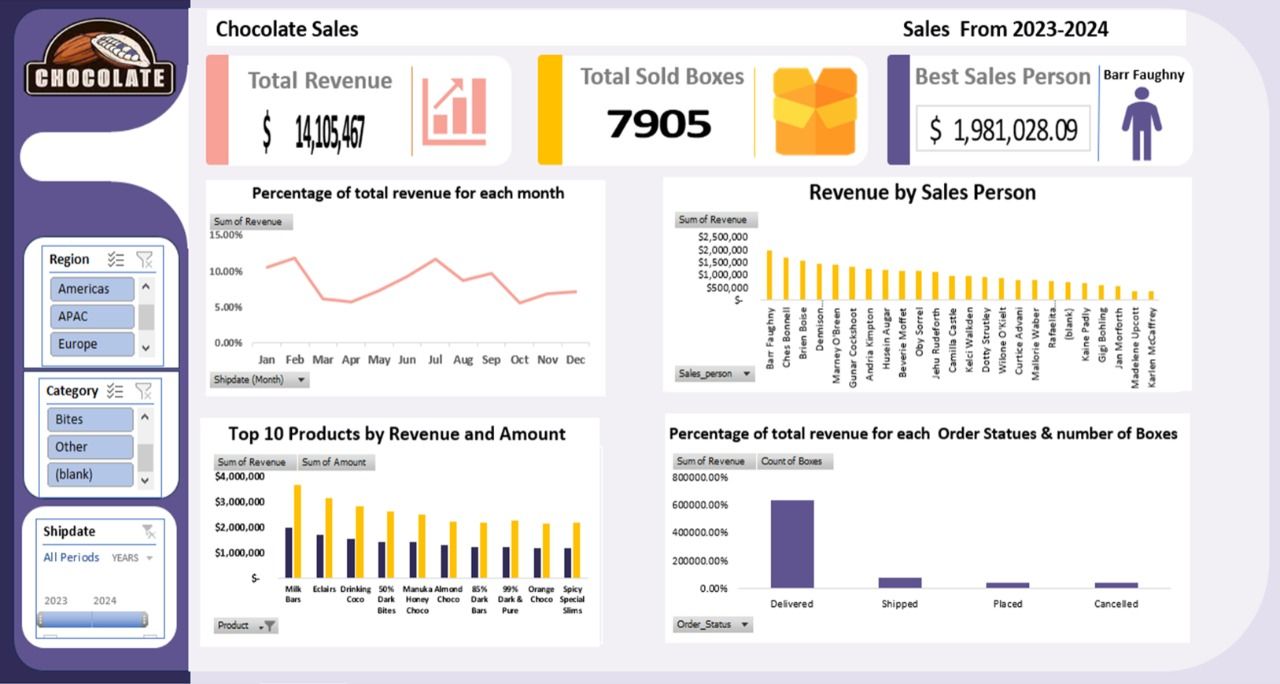 CHOCOLATE
Chocolate Sales
Sales From 2023-2024
Total Revenue
$ 14,105,467
Total Sold Boxes
7905
Best Sales Person
Barr Faughny
$ 1,981,028.09
Region
Americas
APAC
Europe
Category
Bites
Other
(blank)
Shipdate
All Periods YEARS
2023 2024
Percentage of total revenue for each month
Sum of Revenue
15.00%
10.00%
5.00%
0.00%
Jan Feb Mar Apr May Jun Jul Aug Sep Oct Nov Dec
Shipdate (Month)
Revenue by Sales Person
Sum of Revenue
$2,500,000
$2,000,000
$1,500,000
$1,000,000
$500,000
$-
Barr Faughny
Ches Bonnell
Brien Boise
Dennison...
Marney O'Breen
Gunar Cockshoot
Andria Kimpton
Husein Augar
Beverie Moffet
Oby Sorrel
Jehu Rudeforth
Camilla Castle
Kelci Walkden
Dotty Strutley
Wilone O'Kielt
Curtice Advani
Mallorie Waber
Rafaelita...
(blank)
Kaine Padly
Gigi Bohling
Jan Morforth
Madelene Upcott
Karlen McCaffrey
Sales_person
Top 10 Products by Revenue and Amount
Sum of Revenue Sum of Amount
$4,000,000
$3,000,000
$2,000,000
$1,000,000
$-
Milk Eclairs Drinking 50% Manuka Almond 85% 99% Orange Spicy
Bars Coco Dark Honey Choco Dark Dark & Choco Special
Bites Choco Bars Pure Slims
Product
Percentage of total revenue for each Order Statues & number of Boxes
Sum of Revenue Count of Boxes
800000.00%
600000.00%
400000.00%
200000.00%
0.00%
Delivered Shipped Placed Cancelled
Order_Status